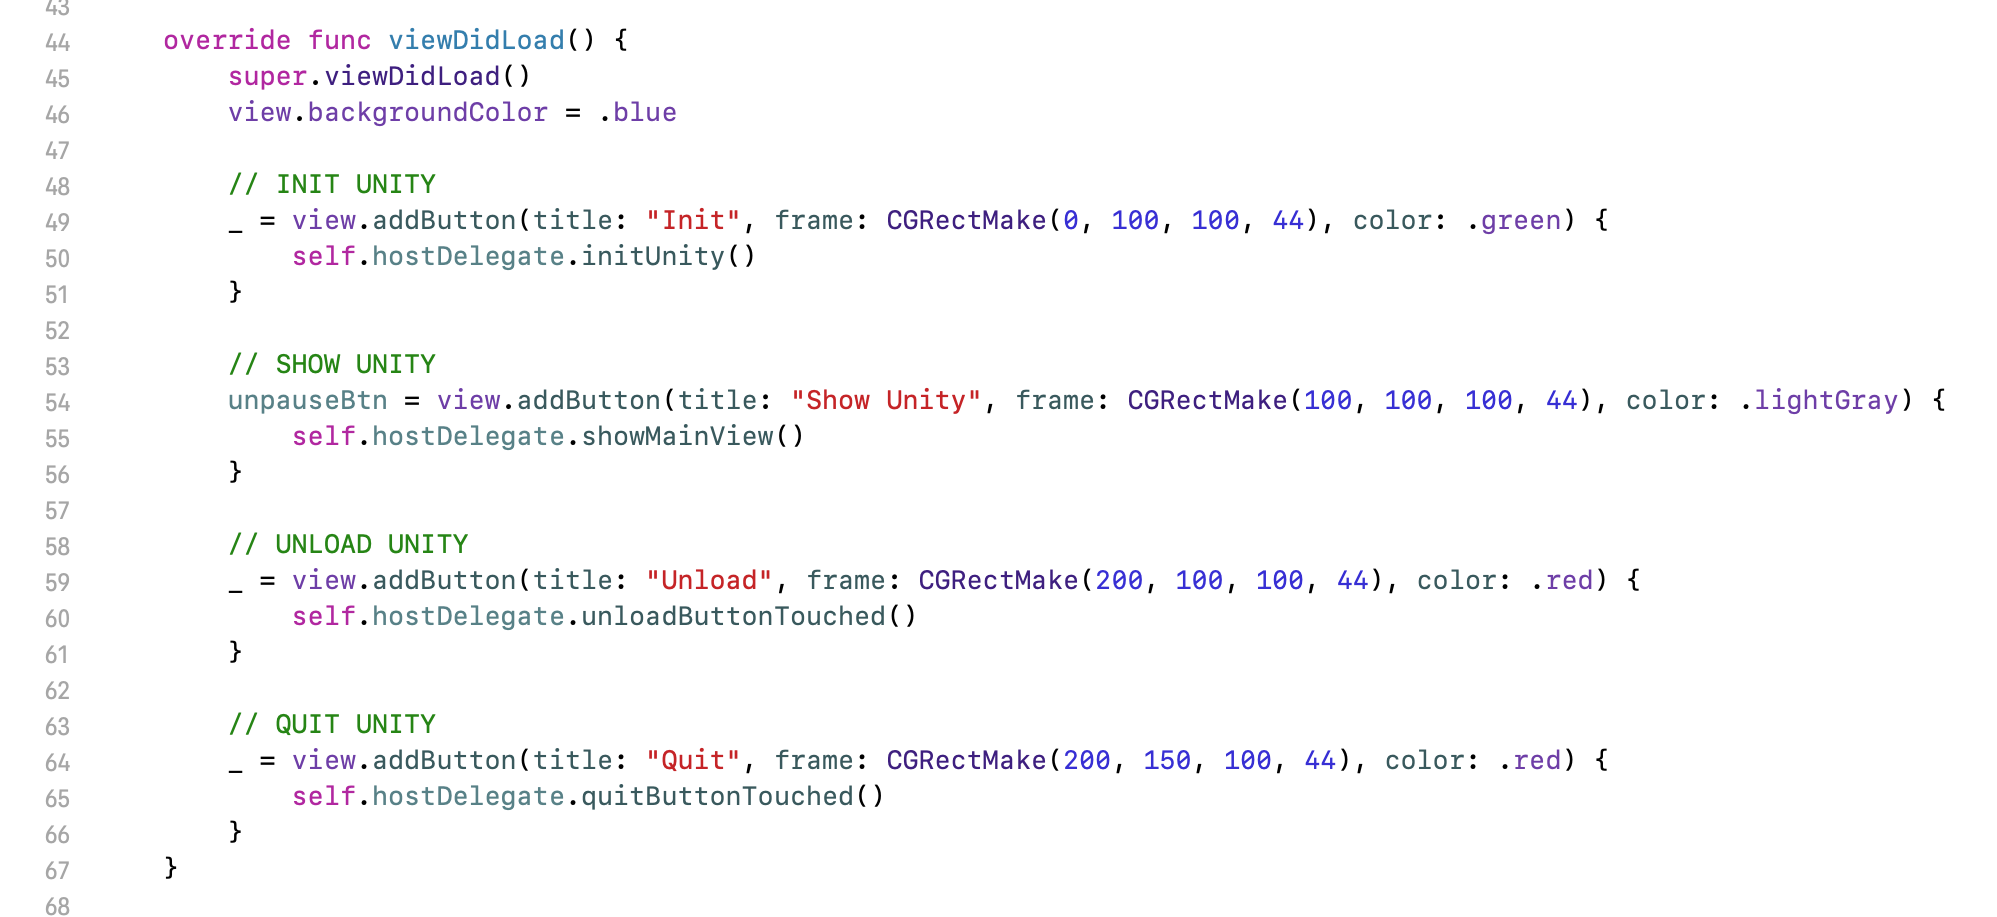 43
44 override func viewDidLoad() {
45 super.viewDidLoad()
46 view.backgroundColor = .blue
47
48 // INIT UNITY
49 _ = view.addButton(title: "Init", frame: CGRectMake(0, 100, 100, 44), color: .green) {
50 self.hostDelegate.initUnity()
51 }
52
53 // SHOW UNITY
54 unpauseBtn = view.addButton(title: "Show Unity", frame: CGRectMake(100, 100, 100, 44), color: .lightGray) {
55 self.hostDelegate.showMainView()
56 }
57
58 // UNLOAD UNITY
59 _ = view.addButton(title: "Unload", frame: CGRectMake(200, 100, 100, 44), color: .red) {
60 self.hostDelegate.unloadButtonTouched()
61 }
62
63 // QUIT UNITY
64 _ = view.addButton(title: "Quit", frame: CGRectMake(200, 150, 100, 44), color: .red) {
65 self.hostDelegate.quitButtonTouched()
66 }
67 }
68